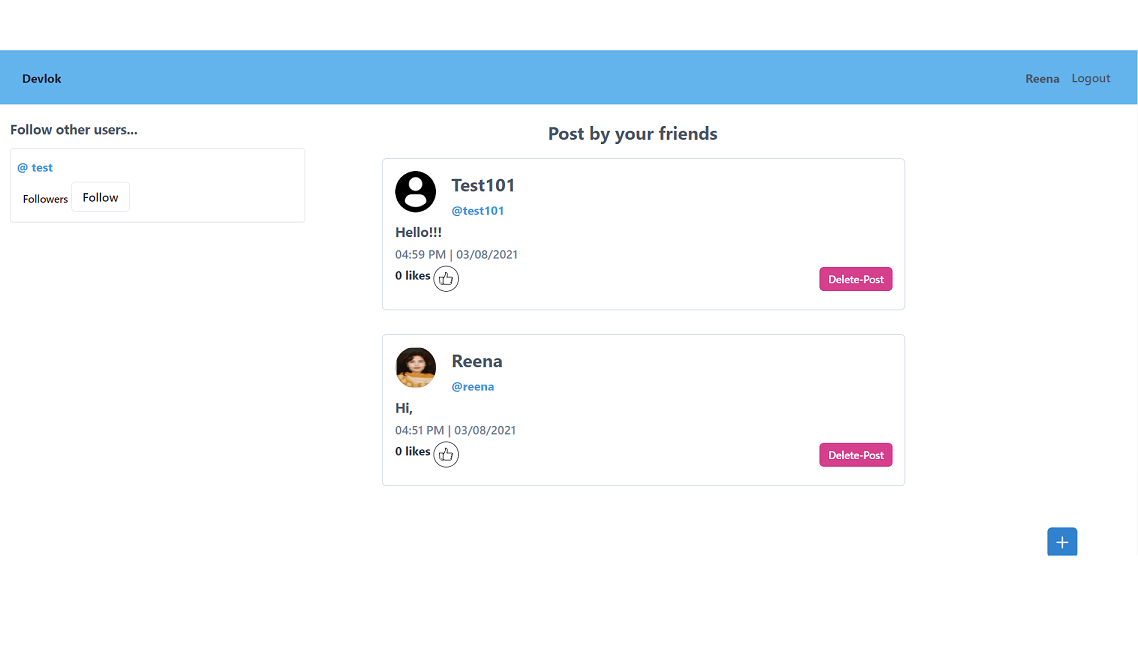 Devlok
Reena Logout
Follow other users...
@ test
Followers Follow
Post by your friends
Test101
@test101
Hello!!!
04:59 PM | 03/08/2021
0 likes
Delete-Post
Reena
@reena
Hi,
04:51 PM | 03/08/2021
0 likes
Delete-Post
+